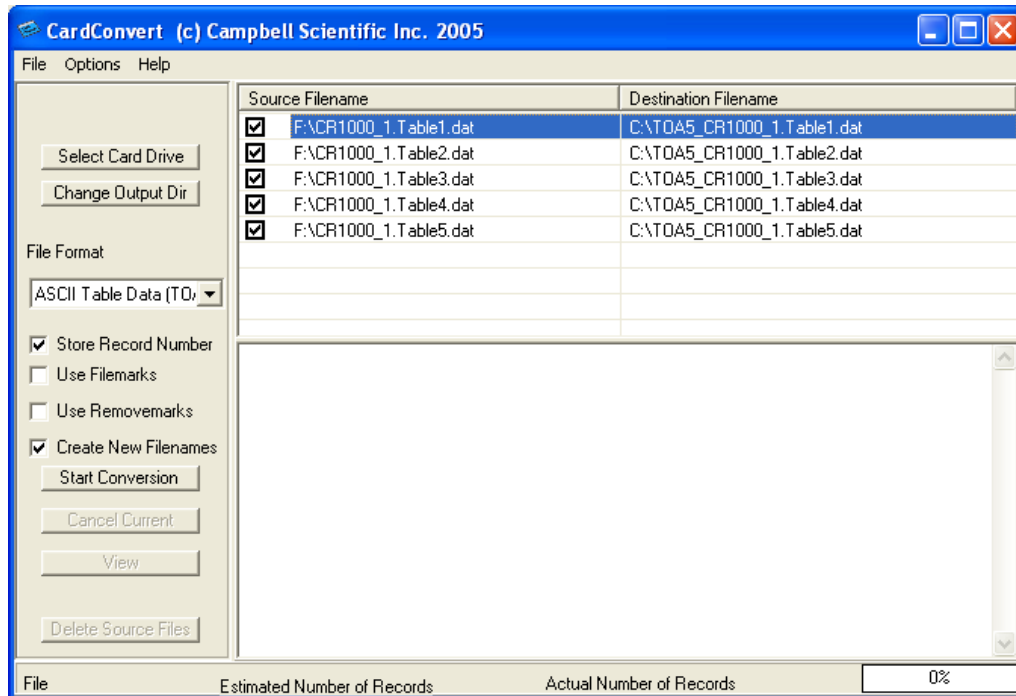 CardConvert (c) Campbell Scientific Inc. 2005
File Options Help
Source Filename Destination Filename
F:\CR1000_1.Table1.dat C:\TOA5_CR1000_1.Table1.dat
F:\CR1000_1.Table2.dat C:\TOA5_CR1000_1.Table2.dat
F:\CR1000_1.Table3.dat C:\TOA5_CR1000_1.Table3.dat
F:\CR1000_1.Table4.dat C:\TOA5_CR1000_1.Table4.dat
F:\CR1000_1.Table5.dat C:\TOA5_CR1000_1.Table5.dat
Select Card Drive
Change Output Dir
File Format
ASCII Table Data (TOA
Store Record Number
Use Filemarks
Use Removemarks
Create New Filenames
Start Conversion
Cancel Current
View
Delete Source Files
File Estimated Number of Records Actual Number of Records 0%